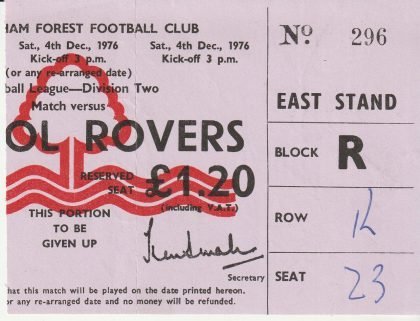 HAM FOREST FOOTBALL CLUB
Sat., 4th Dec., 1976 Sat., 4th Dec., 1976
Kick-off 3 p.m. Kick-off 3 p.m.
(or any re-arranged date)
ball League—Division Two
Match versus
OL ROVERS
RESERVED SEAT £1.20
(including V.A.T.)
THIS PORTION
TO BE
GIVEN UP
Secretary
that this match will be played on the date printed hereon.
or any re-arranged date and no money will be refunded.
No. 296
EAST STAND
BLOCK R
ROW K
SEAT 23